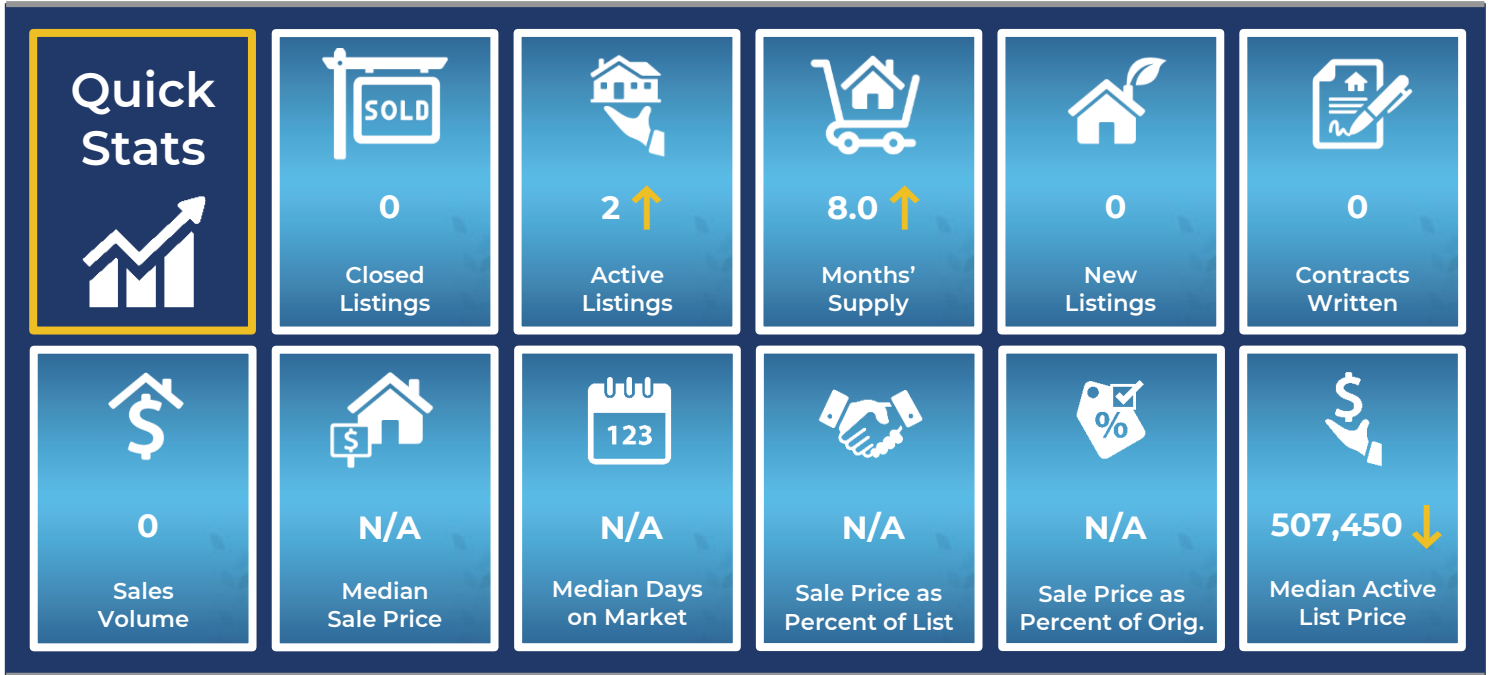 Quick
Stats
SOLD
0
Closed
Listings
2
Active
Listings
8.0
Months’
Supply
0
New
Listings
0
Contracts
Written
$
0
Sales
Volume
$
N/A
Median
Sale Price
123
N/A
Median Days
on Market
N/A
Sale Price as
Percent of List
%
N/A
Sale Price as
Percent of Orig.
$
507,450
Median Active
List Price